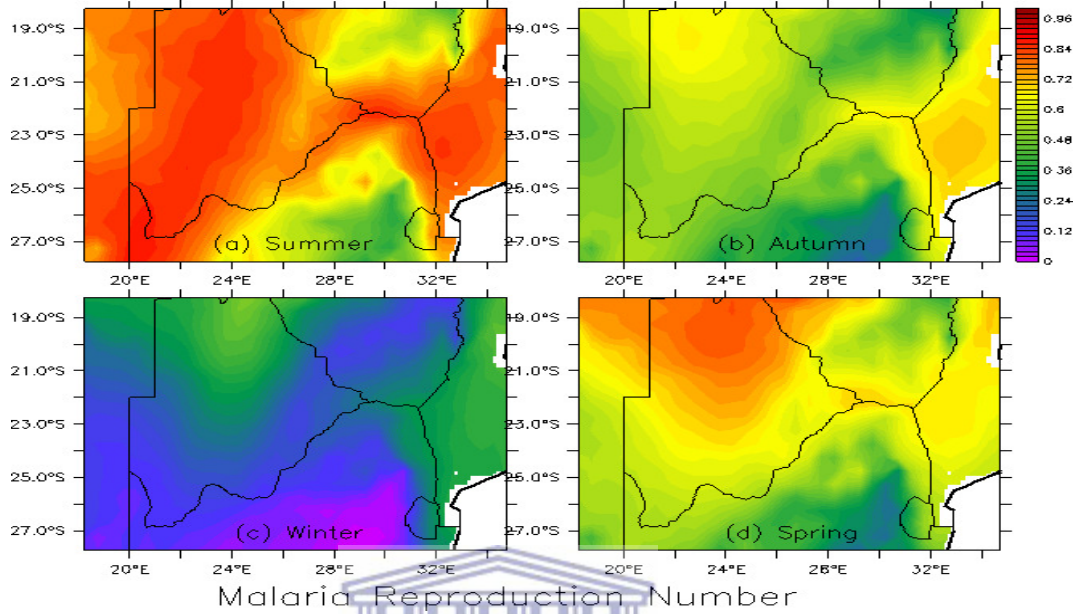 19.0°S
21.0°S
23.0°S
25.0°S
27.0°S
(a) Summer
20°E 24°E 28°E 32°E
19.0°S
21.0°S
23.0°S
25.0°S
27.0°S
(b) Autumn
20°E 24°E 28°E 32°E
0.96
0.84
0.72
0.6
0.48
0.36
0.24
0.12
0
19.0°S
21.0°S
23.0°S
25.0°S
27.0°S
(c) Winter
20°E 24°E 28°E 32°E
19.0°S
21.0°S
23.0°S
25.0°S
27.0°S
(d) Spring
20°E 24°E 28°E 32°E
Malaria Reproduction Number